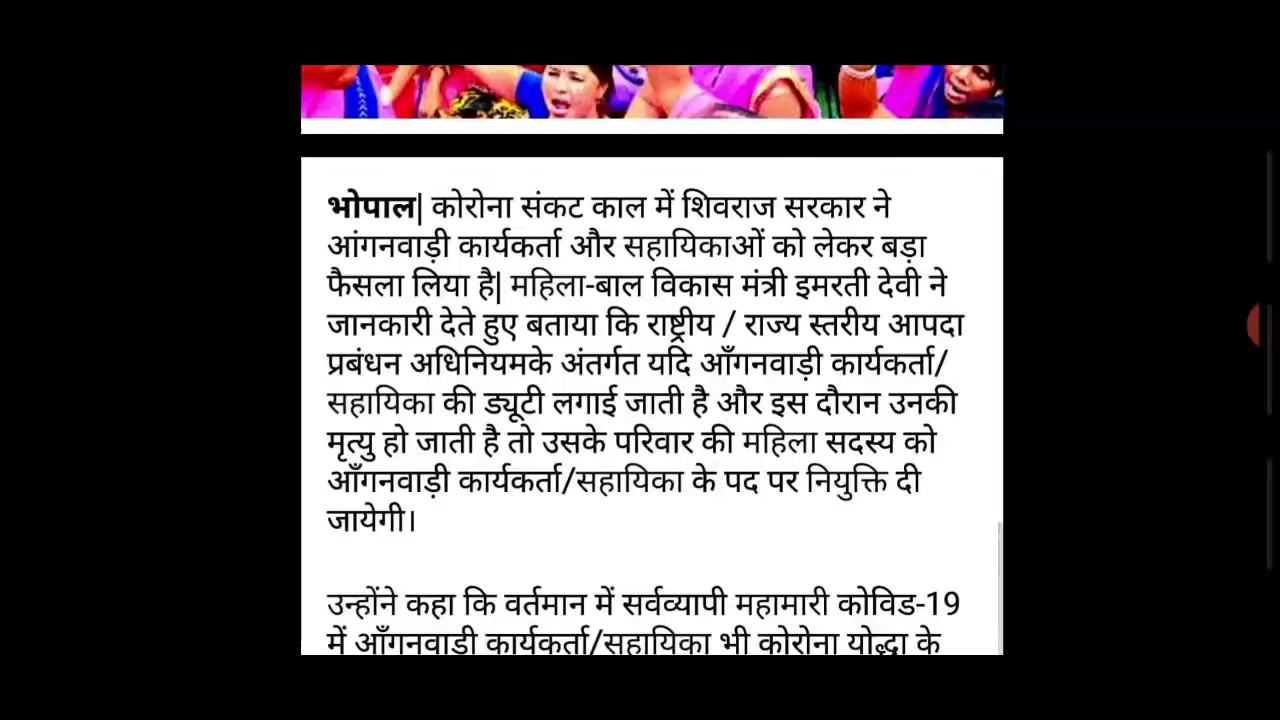 भोपाल| कोरोना संकट काल में शिवराज सरकार ने
आंगनवाड़ी कार्यकर्ता और सहायिकाओं को लेकर बड़ा
फैसला लिया है| महिला-बाल विकास मंत्री इमरती देवी ने
जानकारी देते हुए बताया कि राष्ट्रीय / राज्य स्तरीय आपदा
प्रबंधन अधिनियमके अंतर्गत यदि आँगनवाड़ी कार्यकर्ता/
सहायिका की ड्यूटी लगाई जाती है और इस दौरान उनकी
मृत्यु हो जाती है तो उसके परिवार की महिला सदस्य को
आँगनवाड़ी कार्यकर्ता/सहायिका के पद पर नियुक्ति दी
जायेगी।
उन्होंने कहा कि वर्तमान में सर्वव्यापी महामारी कोविड-19
में आँगनवाड़ी कार्यकर्ता/सहायिका भी कोरोना योद्धा के